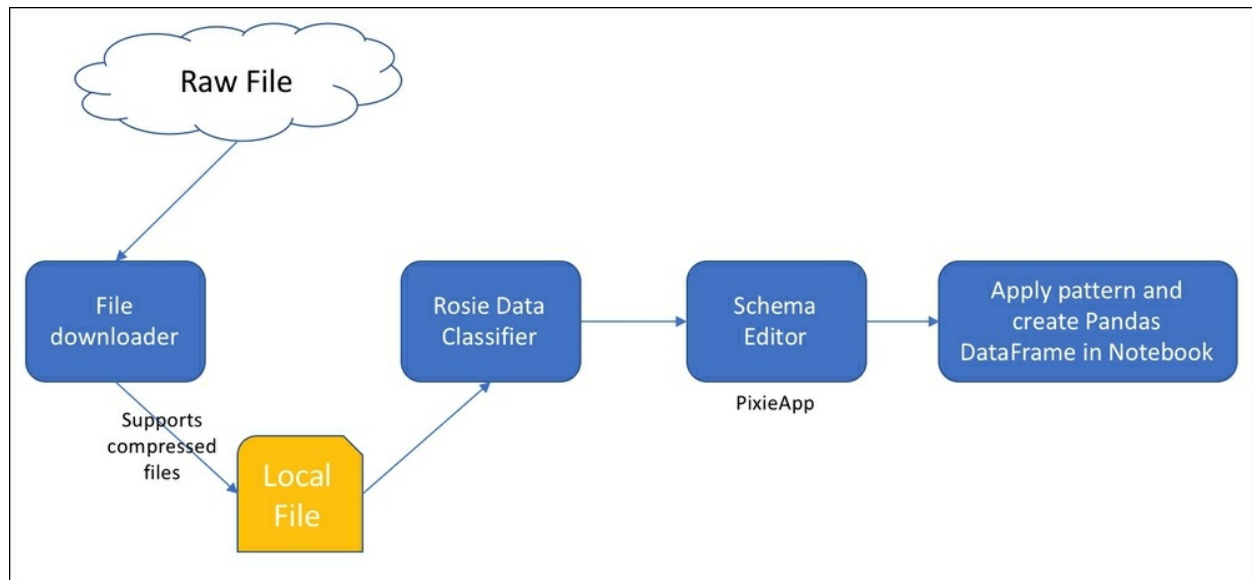 Raw File
File
downloader
Supports
compressed
files
Local
File
Rosie Data
Classifier
Schema
Editor
PixieApp
Apply pattern and
create Pandas
DataFrame in Notebook